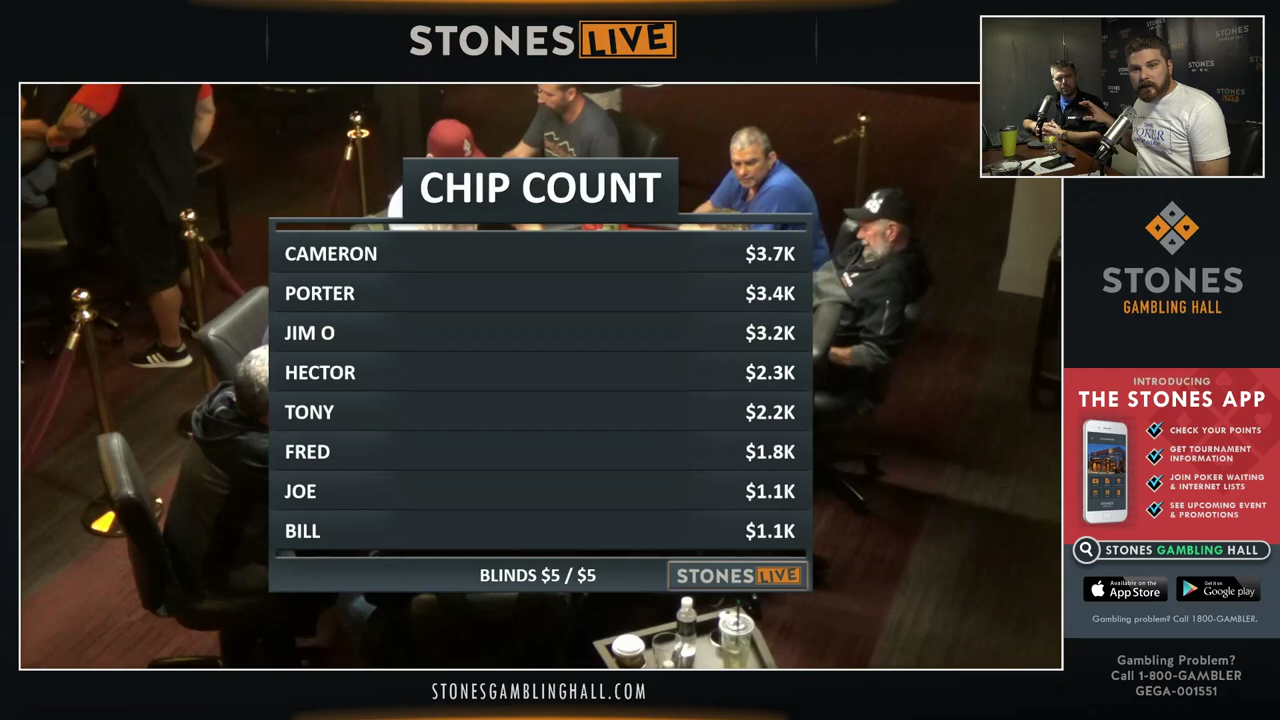 STONES LIVE
CHIP COUNT
CAMERON $3.7K
PORTER $3.4K
JIM O $3.2K
HECTOR $2.3K
TONY $2.2K
FRED $1.8K
JOE $1.1K
BILL $1.1K
BLINDS $5 / $5 STONES LIVE
STONESGAMBLINGHALL.COM
STONES
POKER
STONES
GAMBLING HALL
INTRODUCING
THE STONES APP
CHECK YOUR POINTS
GET TOURNAMENT
INFORMATION
JOIN POKER WAITING
& INTERNET LISTS
SEE UPCOMING EVENT
& PROMOTIONS
STONES GAMBLING HALL
Available on the
App Store
Get it on
Google play
Gambling problem? Call 1800-GAMBLER.
Gambling Problem?
Call 1-800-GAMBLER
GEGA-001551